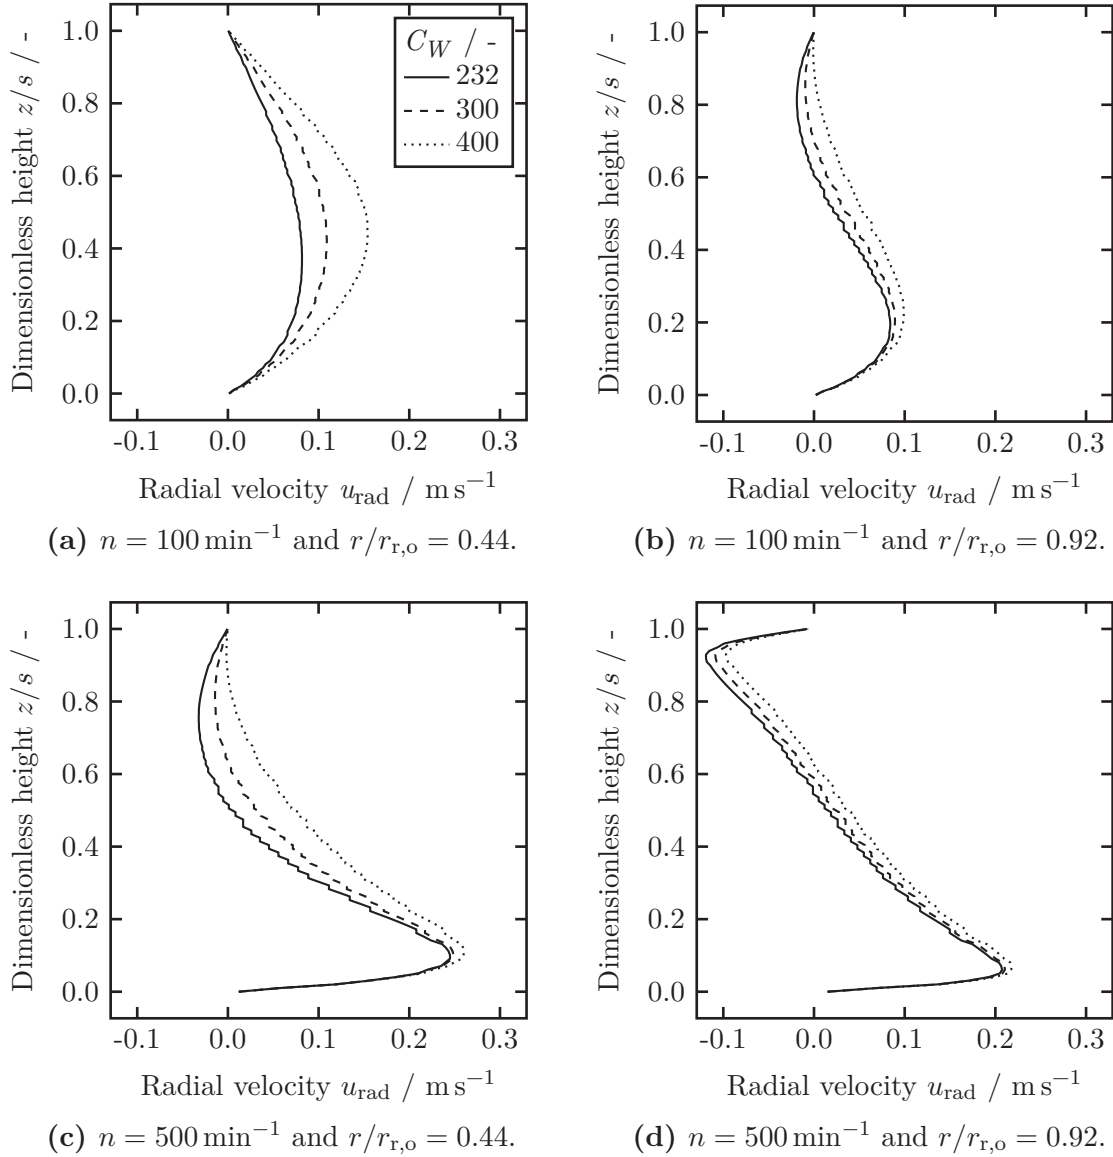 Dimensionless height z/s / -
1.0
0.8
0.6
0.4
0.2
0.0
C_W / -
232
300
400
-0.1 0.0 0.1 0.2 0.3
Radial velocity u_rad / m s⁻¹
(a) n = 100 min⁻¹ and r/r_r,o = 0.44.
Dimensionless height z/s / -
1.0
0.8
0.6
0.4
0.2
0.0
-0.1 0.0 0.1 0.2 0.3
Radial velocity u_rad / m s⁻¹
(b) n = 100 min⁻¹ and r/r_r,o = 0.92.
Dimensionless height z/s / -
1.0
0.8
0.6
0.4
0.2
0.0
-0.1 0.0 0.1 0.2 0.3
Radial velocity u_rad / m s⁻¹
(c) n = 500 min⁻¹ and r/r_r,o = 0.44.
Dimensionless height z/s / -
1.0
0.8
0.6
0.4
0.2
0.0
-0.1 0.0 0.1 0.2 0.3
Radial velocity u_rad / m s⁻¹
(d) n = 500 min⁻¹ and r/r_r,o = 0.92.